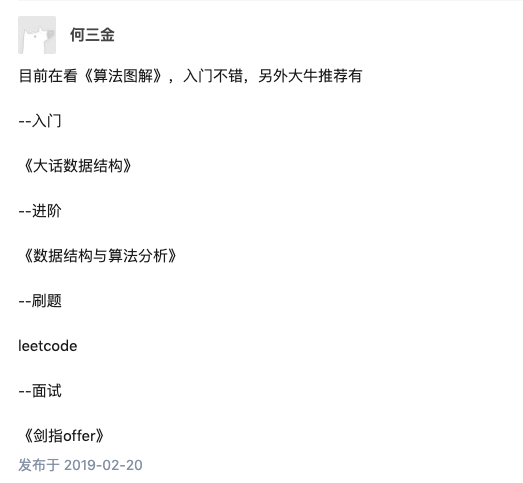 何三金
目前在看《算法图解》，入门不错，另外大牛推荐有
--入门
《大话数据结构》
--进阶
《数据结构与算法分析》
--刷题
leetcode
--面试
《剑指offer》
发布于 2019-02-20